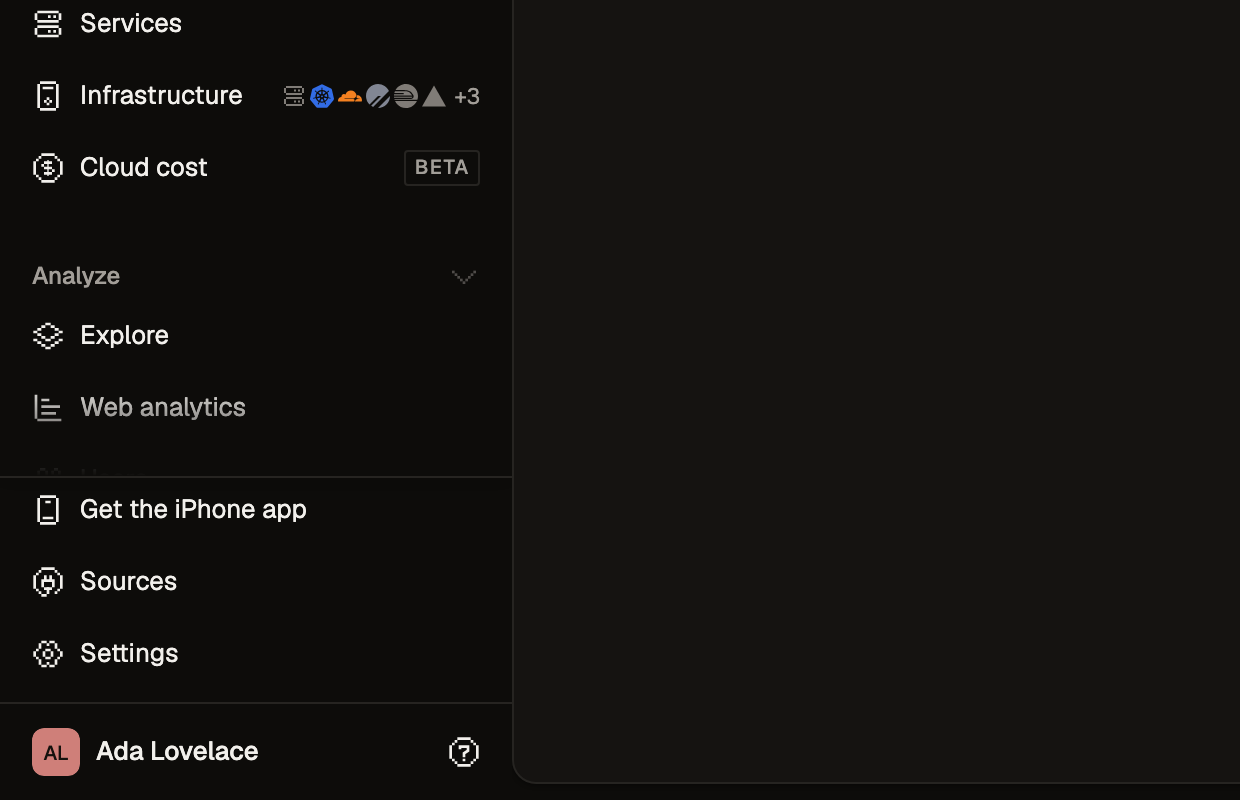 Services
Infrastructure +3
Cloud cost BETA
Analyze
Explore
Web analytics
Get the iPhone app
Sources
Settings
AL Ada Lovelace